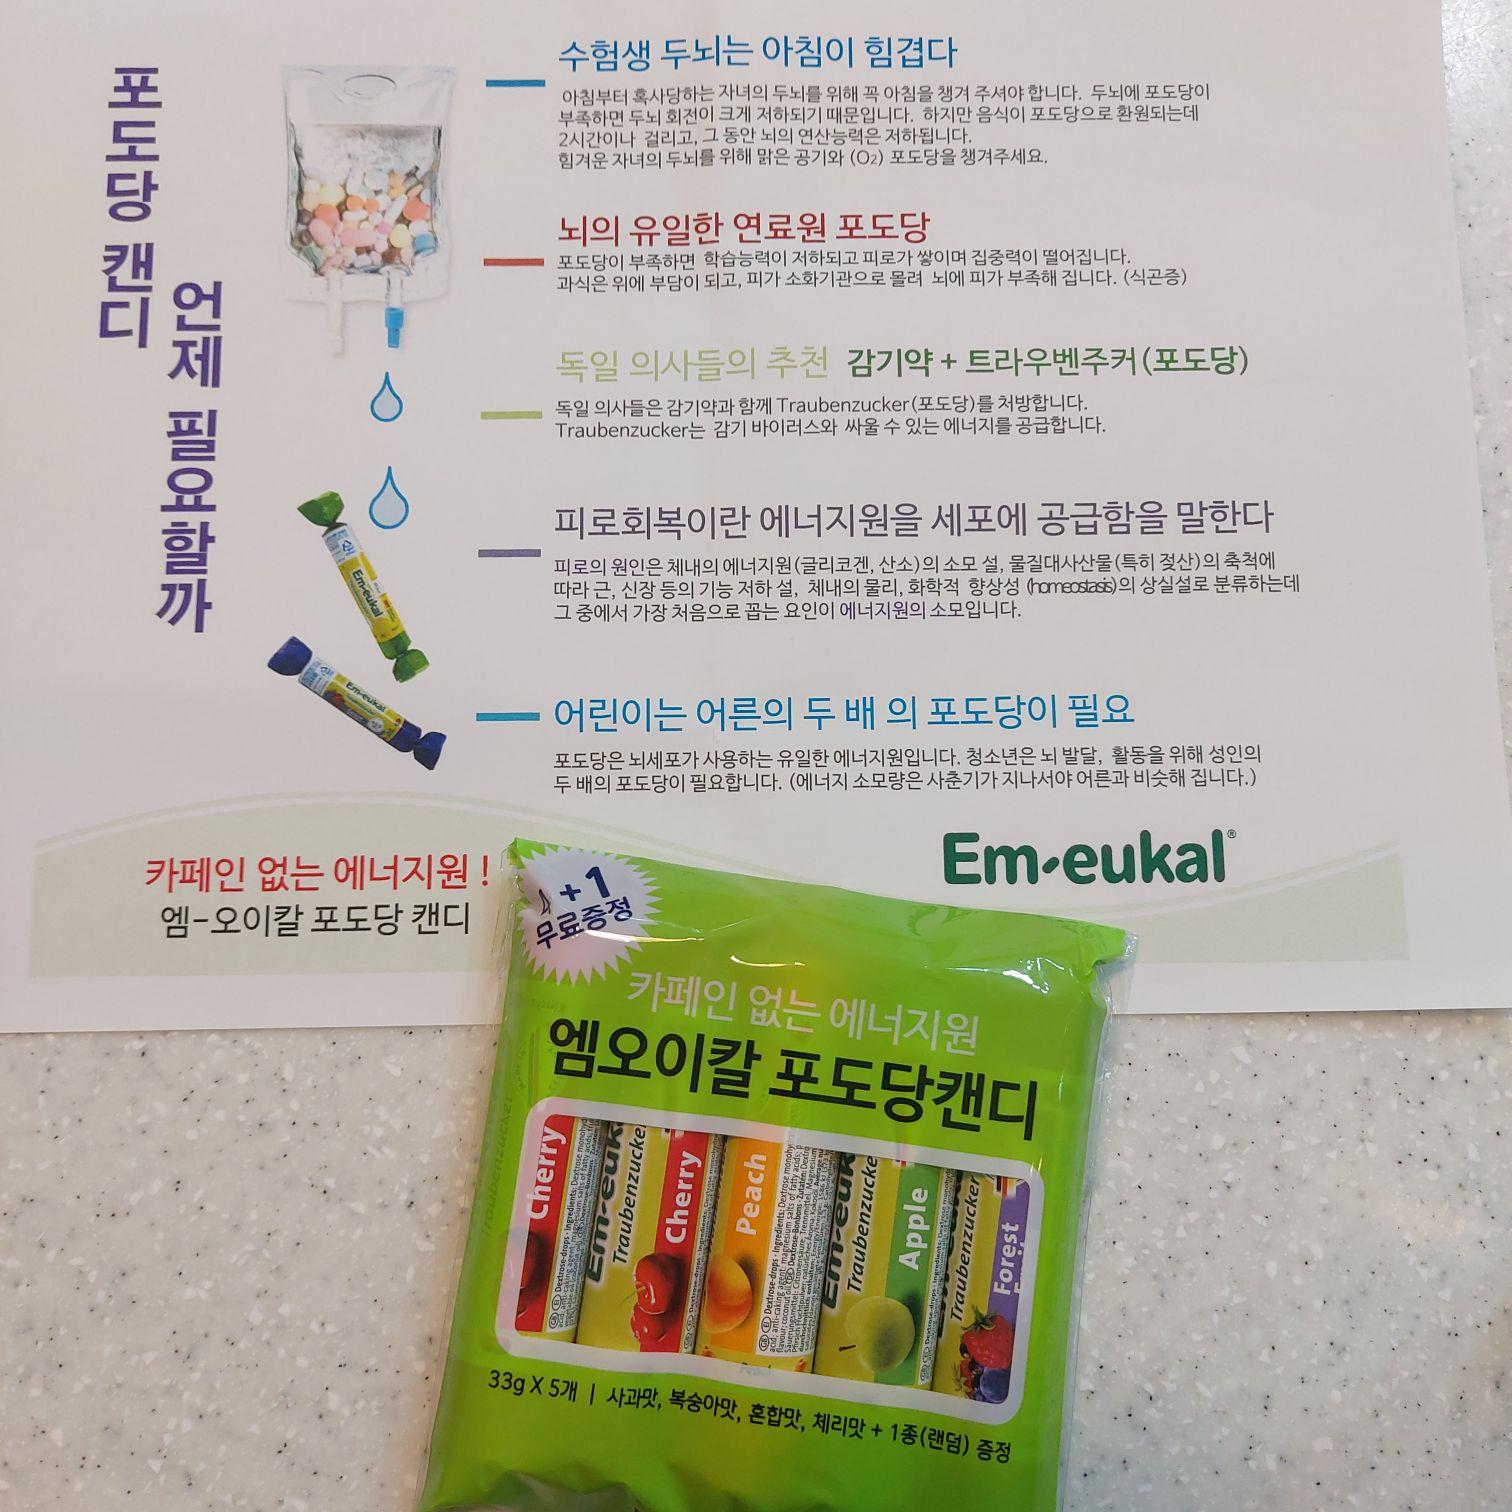 포도당 캔디
언제 필요할까
수험생 두뇌는 아침이 힘겹다
아침부터 혹사당하는 자녀의 두뇌를 위해 꼭 아침을 챙겨 주셔야 합니다. 두뇌에 포도당이
부족하면 두뇌 회전이 크게 저하되기 때문입니다. 하지만 음식이 포도당으로 환원되는데
2시간이나 걸리고, 그 동안 뇌의 연산능력은 저하됩니다.
힘겨운 자녀의 두뇌를 위해 맑은 공기와 (O₂) 포도당을 챙겨주세요.
뇌의 유일한 연료원 포도당
포도당이 부족하면 학습능력이 저하되고 피로가 쌓이며 집중력이 떨어집니다.
과식은 위에 부담이 되고, 피가 소화기관으로 몰려 뇌에 피가 부족해 집니다. (식곤증)
독일 의사들의 추천 감기약 + 트라우벤주커 (포도당)
독일 의사들은 감기약과 함께 Traubenzucker(포도당)를 처방합니다.
Traubenzucker는 감기 바이러스와 싸울 수 있는 에너지를 공급합니다.
피로회복이란 에너지원을 세포에 공급함을 말한다
피로의 원인은 체내의 에너지원(글리코겐, 산소)의 소모 설, 물질대사산물(특히 젖산)의 축척에
따라 근, 신장 등의 기능 저하 설, 체내의 물리, 화학적 항상성 (homeostasis)의 상실설로 분류하는데
그 중에서 가장 처음으로 꼽는 요인이 에너지원의 소모입니다.
어린이는 어른의 두 배 의 포도당이 필요
포도당은 뇌세포가 사용하는 유일한 에너지원입니다. 청소년은 뇌 발달, 활동을 위해 성인의
두 배의 포도당이 필요합니다. (에너지 소모량은 사춘기가 지나서야 어른과 비슷해 집니다.)
Em-eukal
Em-eukal
카페인 없는 에너지원 !
엠-오이칼 포도당 캔디
Em-eukal®
4+1
무료증정
카페인 없는 에너지원
엠오이칼 포도당캔디
Cherry
Em-euk
Traubenzucke
Cherry
Peach
Em-euk
Traubenzucke
Apple
Traubenzucker
Forest
33g X 5개 | 사과맛, 복숭아맛, 혼합맛, 체리맛 + 1종(랜덤) 증정